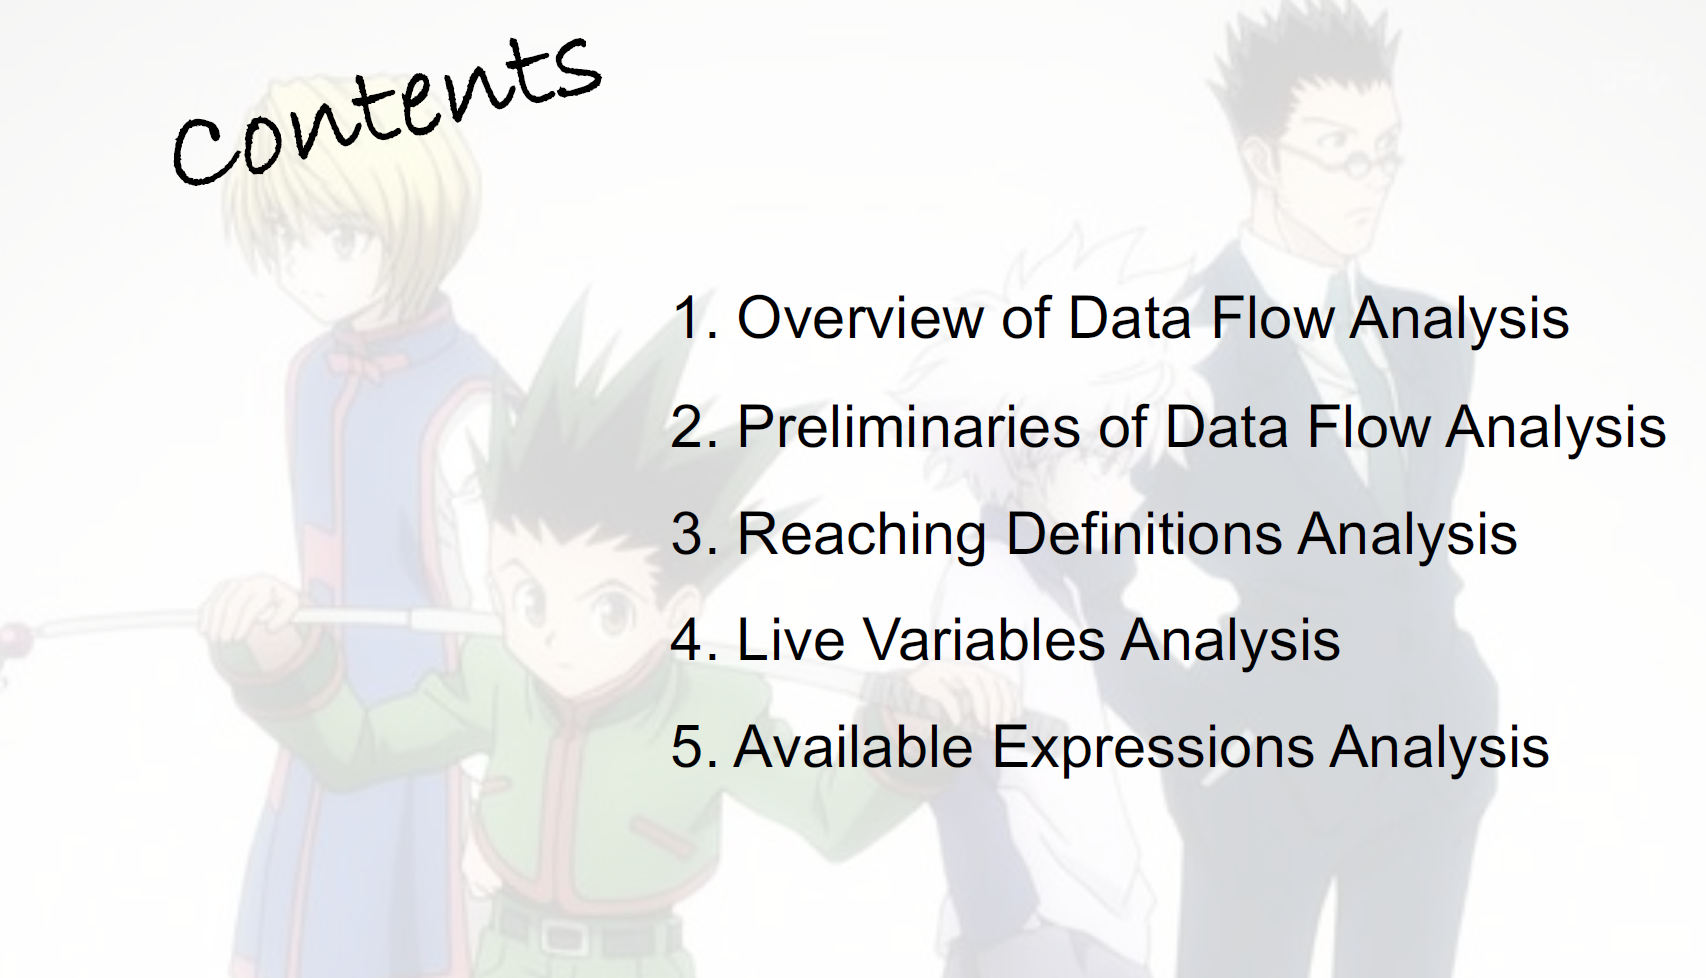 Contents
1. Overview of Data Flow Analysis
2. Preliminaries of Data Flow Analysis
3. Reaching Definitions Analysis
4. Live Variables Analysis
5. Available Expressions Analysis